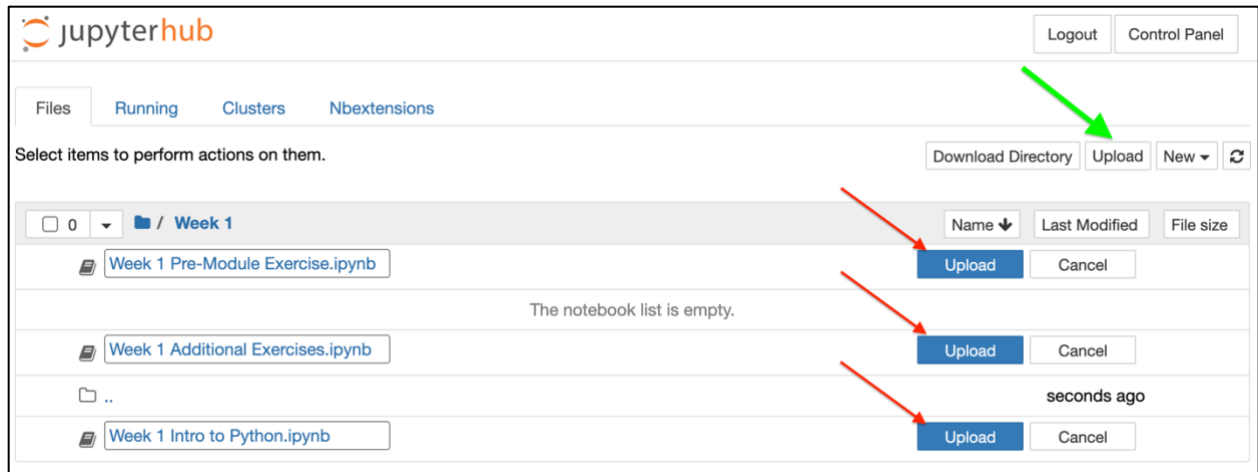 jupyterhub
Logout Control Panel
Files Running Clusters Nbextensions
Select items to perform actions on them.
Download Directory Upload New
0 / Week 1 Name Last Modified File size
Week 1 Pre-Module Exercise.ipynb Upload Cancel
The notebook list is empty.
Week 1 Additional Exercises.ipynb Upload Cancel
.. seconds ago
Week 1 Intro to Python.ipynb Upload Cancel